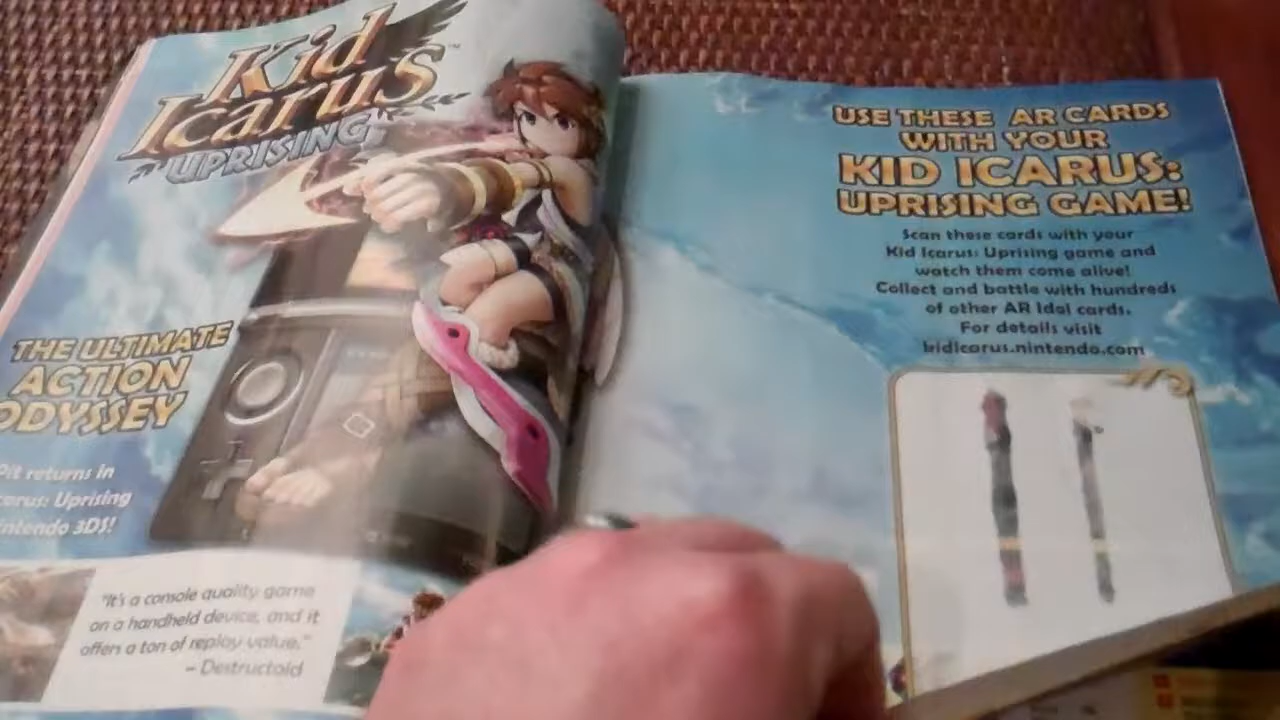 Kid
Icarus
UPRISING
THE ULTIMATE
ACTION
ODYSSEY
Pit returns in
carus: Uprising
intendo 3DS!
"It's a console quality game
on a handheld device, and it
offers a ton of replay value."
– Destructoid
USE THESE AR CARDS
WITH YOUR
KID ICARUS:
UPRISING GAME!
Scan these cards with your
Kid Icarus: Uprising game and
watch them come alive!
Collect and battle with hundreds
of other AR Idol cards.
For details visit
kidicarus.nintendo.com